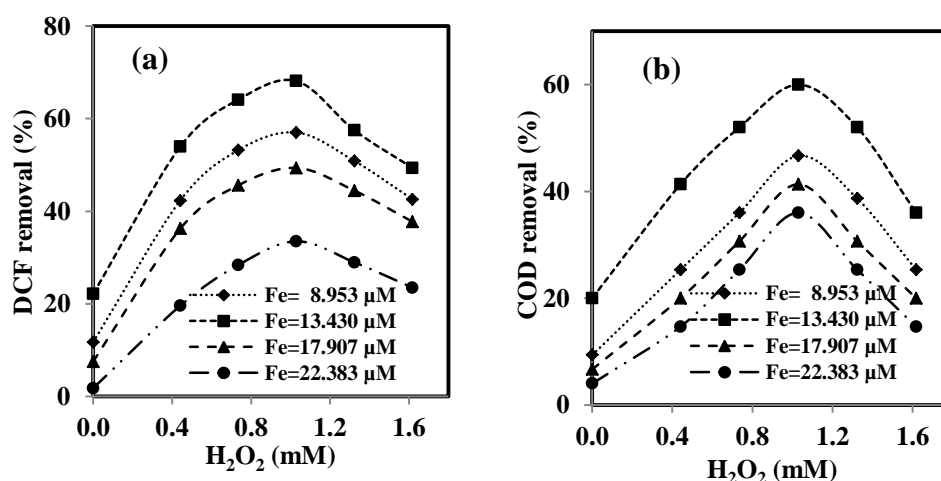 (a)
DCF removal (%)
80
60
40
20
0
Fe= 8.953 µM
Fe=13.430 µM
Fe=17.907 µM
Fe=22.383 µM
0.0 0.4 0.8 1.2 1.6
H₂O₂ (mM)
(b)
COD removal (%)
60
40
20
0
Fe= 8.953 µM
Fe=13.430 µM
Fe=17.907 µM
Fe=22.383 µM
0.0 0.4 0.8 1.2 1.6
H₂O₂ (mM)